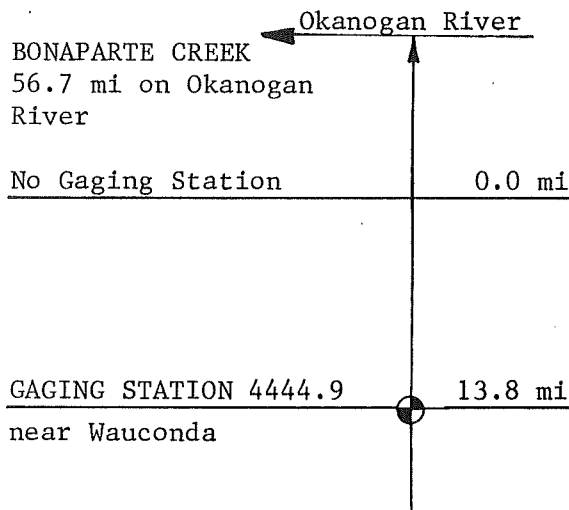 Okanogan River
BONAPARTE CREEK
56.7 mi on Okanogan
River
No Gaging Station 0.0 mi
GAGING STATION 4444.9 13.8 mi
near Wauconda